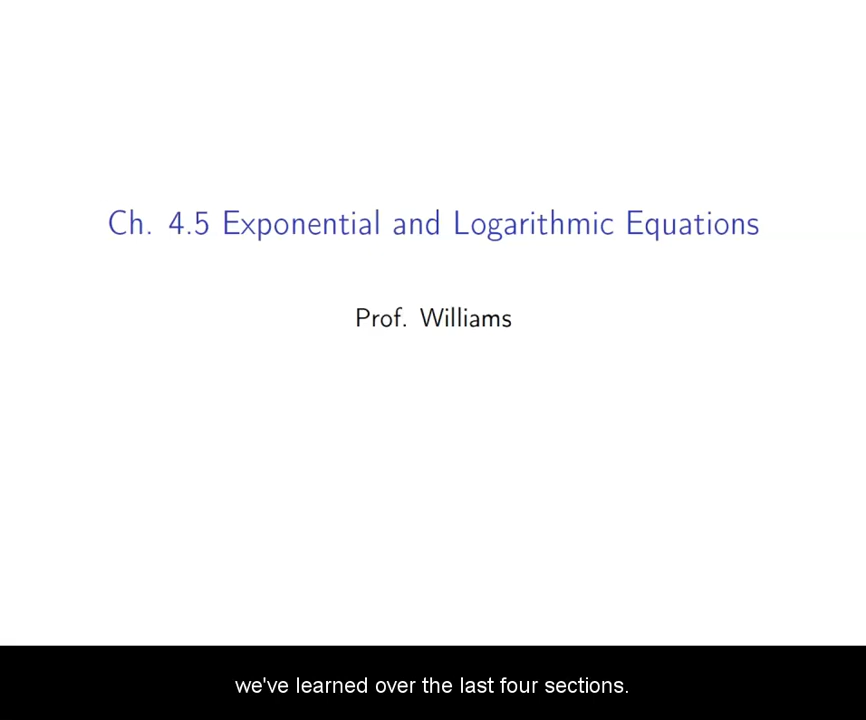 Ch. 4.5 Exponential and Logarithmic Equations
Prof. Williams
we've learned over the last four sections.